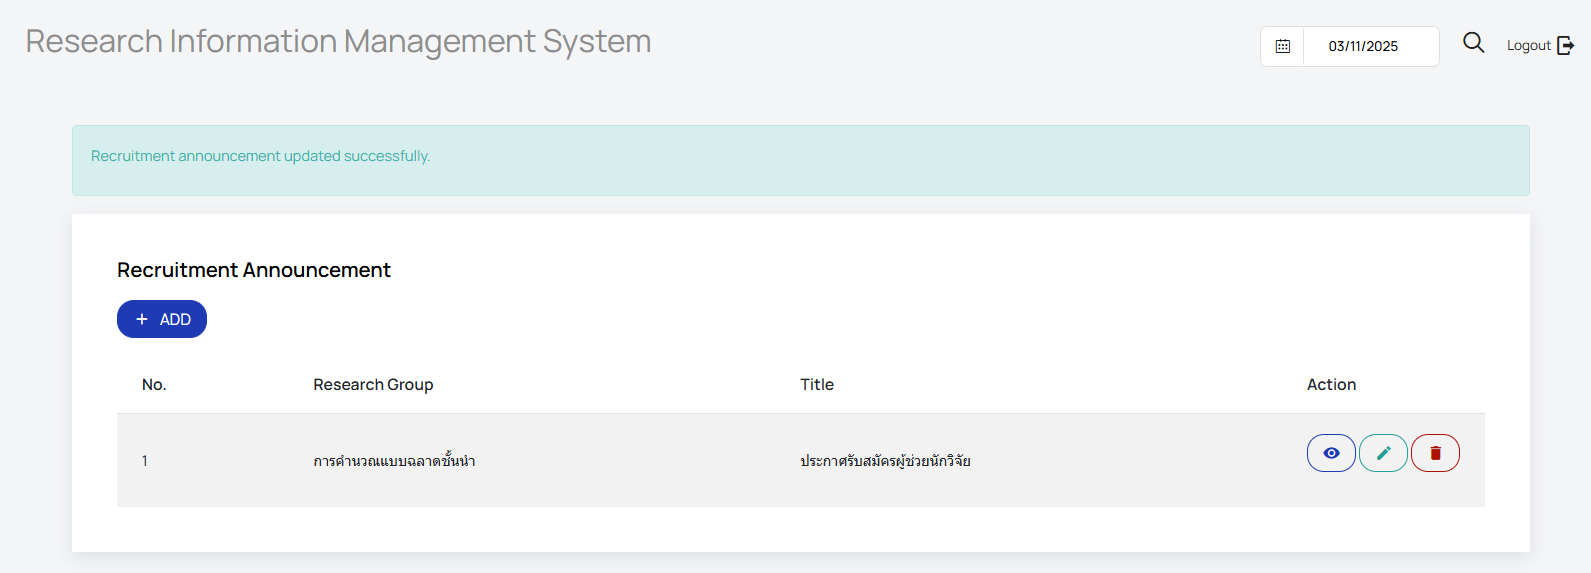 Research Information Management System
03/11/2025
Logout
Recruitment announcement updated successfully.
Recruitment Announcement
+ ADD
No. Research Group Title Action
1 การคำนวณแบบฉลาดชั้นนำ ประกาศรับสมัครผู้ช่วยนักวิจัย